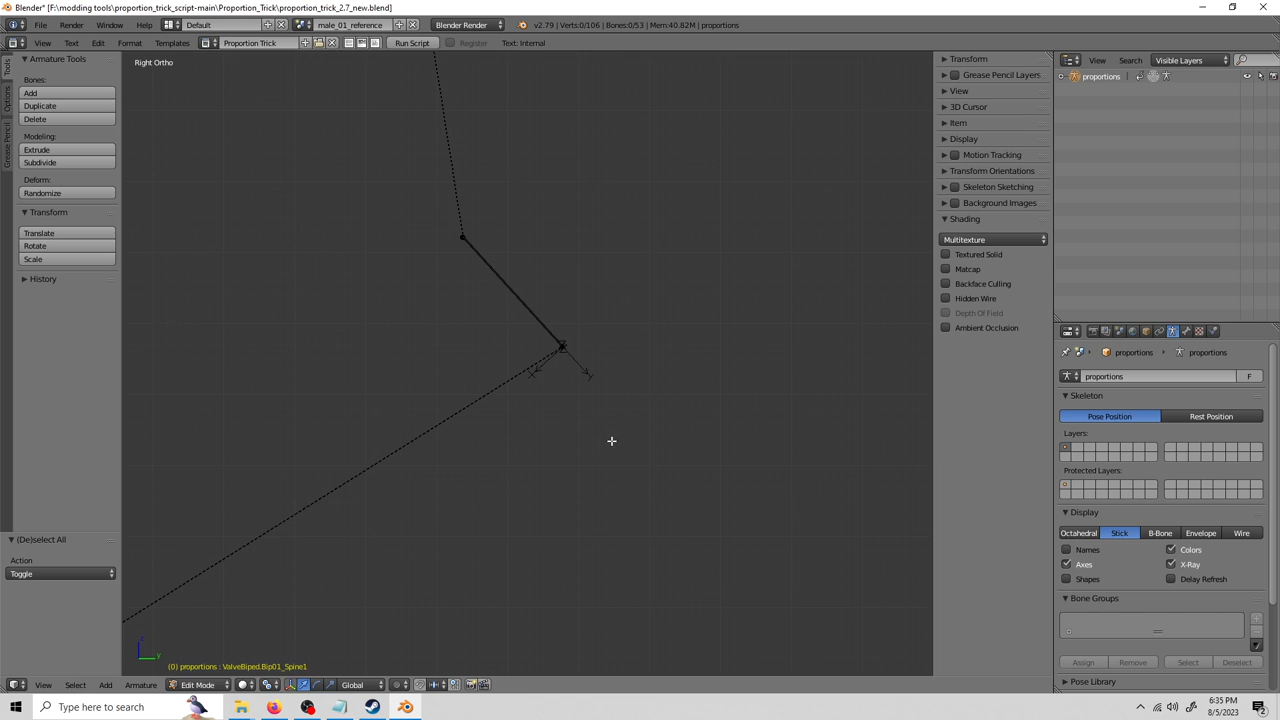 Blender* [F:\modding tools\proportion_trick_script-main\Proportion_Trick\proportion_trick_2.7_new.blend]
File Render Window Help Default male_01_reference Blender Render v2.79 | Verts:0/106 | Bones:0/53 | Mem:40.82M | proportions
View Text Edit Format Templates Proportion Trick Run Script Register Text: Internal
View Search Visible Layers
Tools
Options
Grease Pencil
Armature Tools
Bones:
Add
Duplicate
Delete
Modeling:
Extrude
Subdivide
Deform:
Randomize
Transform
Translate
Rotate
Scale
History
(De)select All
Action
Toggle
Right Ortho
X
Y
z
y
(0) proportions : ValveBiped.Bip01_Spine1
Transform
Grease Pencil Layers
View
3D Cursor
Item
Display
Motion Tracking
Transform Orientations
Skeleton Sketching
Background Images
Shading
Multitexture
Textured Solid
Matcap
Backface Culling
Hidden Wire
Depth Of Field
Ambient Occlusion
proportions
proportions proportions
proportions F
Skeleton
Pose Position Rest Position
Layers:
Protected Layers:
Display
Octahedral Stick B-Bone Envelope Wire
Names Colors
Axes X-Ray
Shapes Delay Refresh
Bone Groups
Assign Remove Select Deselect
Pose Library
View Select Add Armature Edit Mode Global
Type here to search
6:35 PM
8/5/2023
2